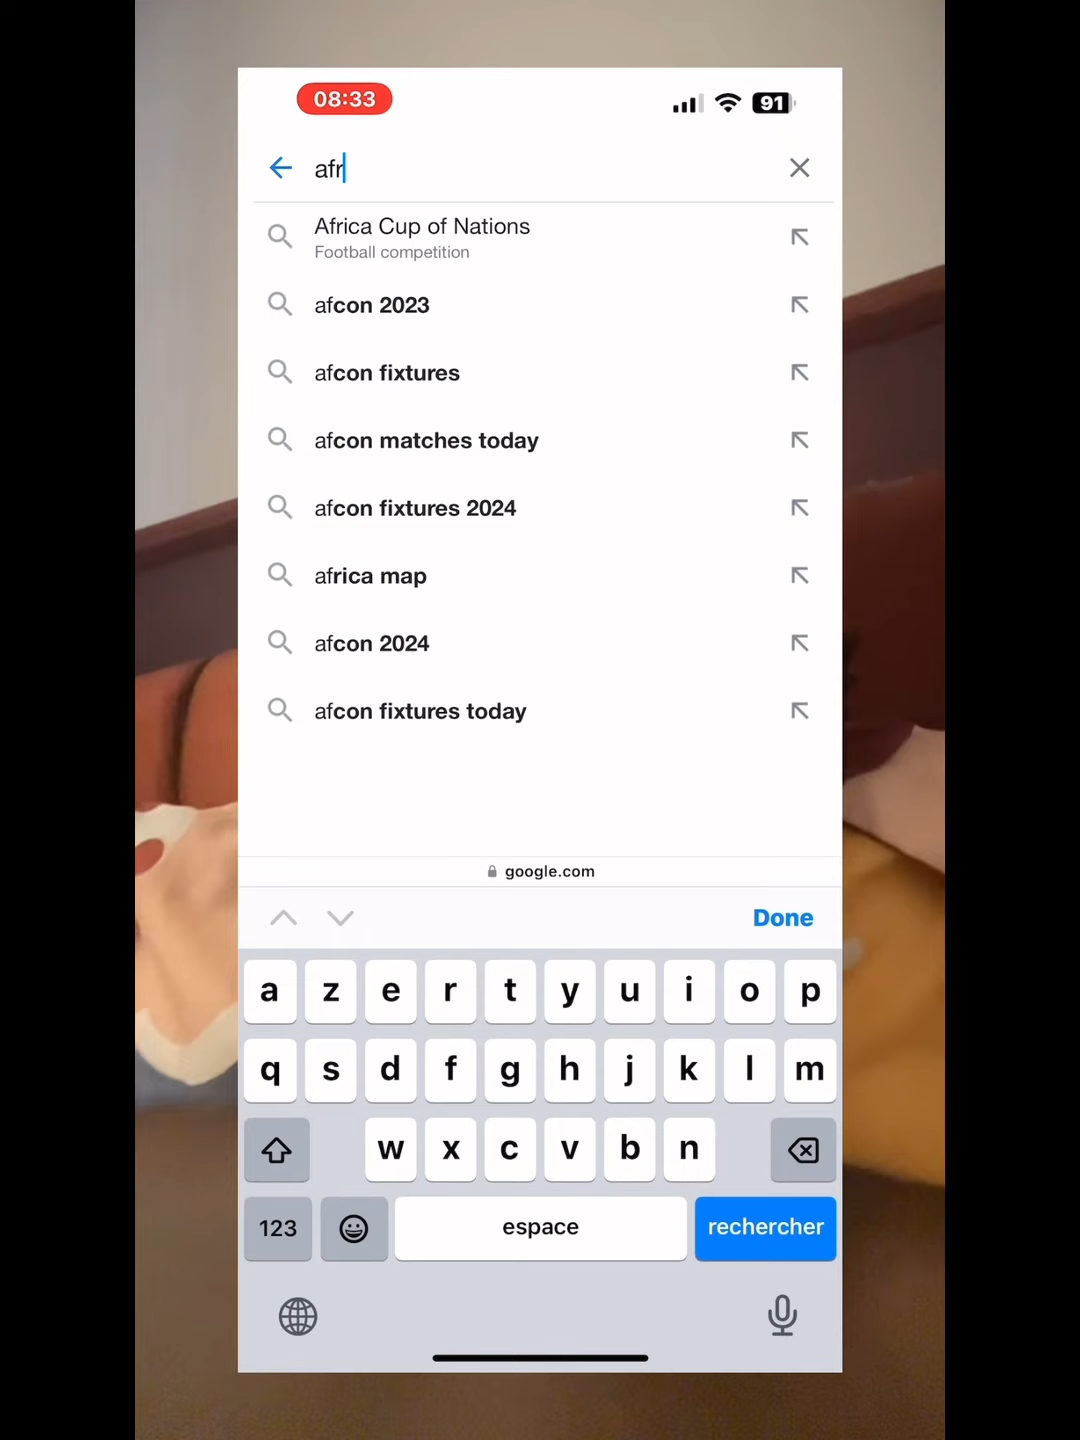 08:33
91
afr
Africa Cup of Nations
Football competition
afcon 2023
afcon fixtures
afcon matches today
afcon fixtures 2024
africa map
afcon 2024
afcon fixtures today
google.com
Done
a z e r t y u i o p
q s d f g h j k l m
w x c v b n
123 espace rechercher